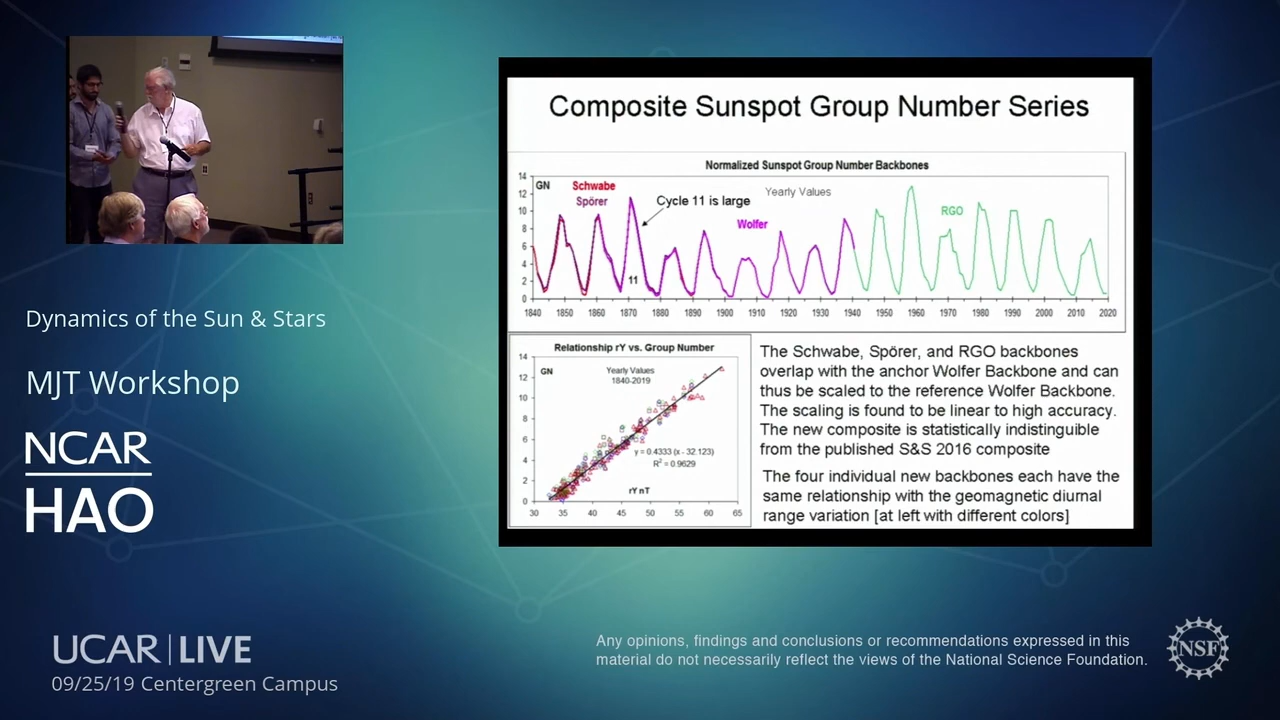 Composite Sunspot Group Number Series
Normalized Sunspot Group Number Backbones
14
12
10
8
6
4
2
0
GN
Schwabe
Spörer
Cycle 11 is large
Yearly Values
Wolfer
RGO
11
1840 1850 1860 1870 1880 1890 1900 1910 1920 1930 1940 1950 1960 1970 1980 1990 2000 2010 2020
Relationship rY vs. Group Number
14
12
10
8
6
4
2
0
GN
Yearly Values
1840-2019
y = 0.4333 (x - 32.123)
R² = 0.9629
rY nT
30 35 40 45 50 55 60 65
The Schwabe, Spörer, and RGO backbones
overlap with the anchor Wolfer Backbone and can
thus be scaled to the reference Wolfer Backbone.
The scaling is found to be linear to high accuracy.
The new composite is statistically indistinguible
from the published S&S 2016 composite
The four individual new backbones each have the
same relationship with the geomagnetic diurnal
range variation [at left with different colors]
Dynamics of the Sun & Stars
MJT Workshop
NCAR
HAO
UCAR | LIVE
09/25/19 Centergreen Campus
Any opinions, findings and conclusions or recommendations expressed in this
material do not necessarily reflect the views of the National Science Foundation.
NSF